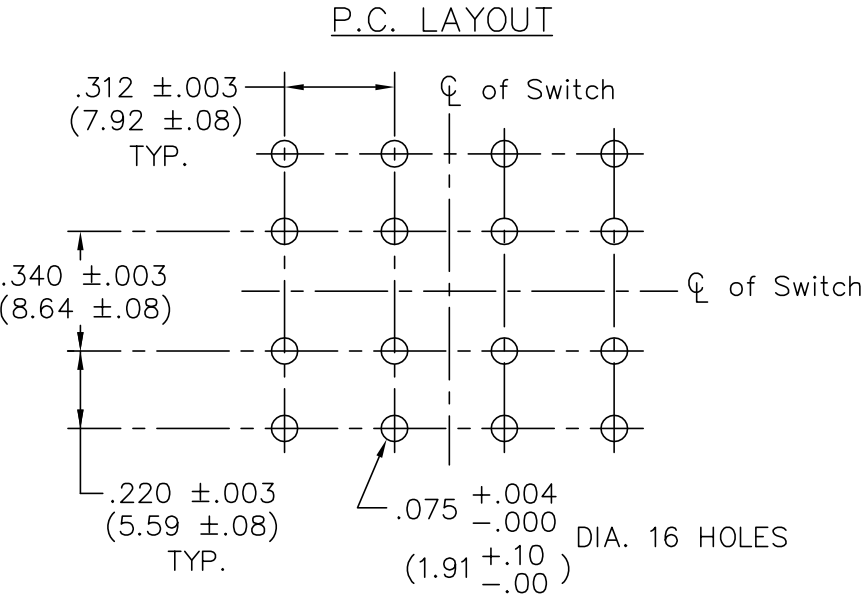 P.C. LAYOUT
.312 ±.003
(7.92 ±.08)
TYP.
℄ of Switch
.340 ±.003
(8.64 ±.08)
℄ of Switch
.220 ±.003
(5.59 ±.08)
TYP.
.075 +.004
-.000
DIA. 16 HOLES
(1.91 +.10
-.00 )